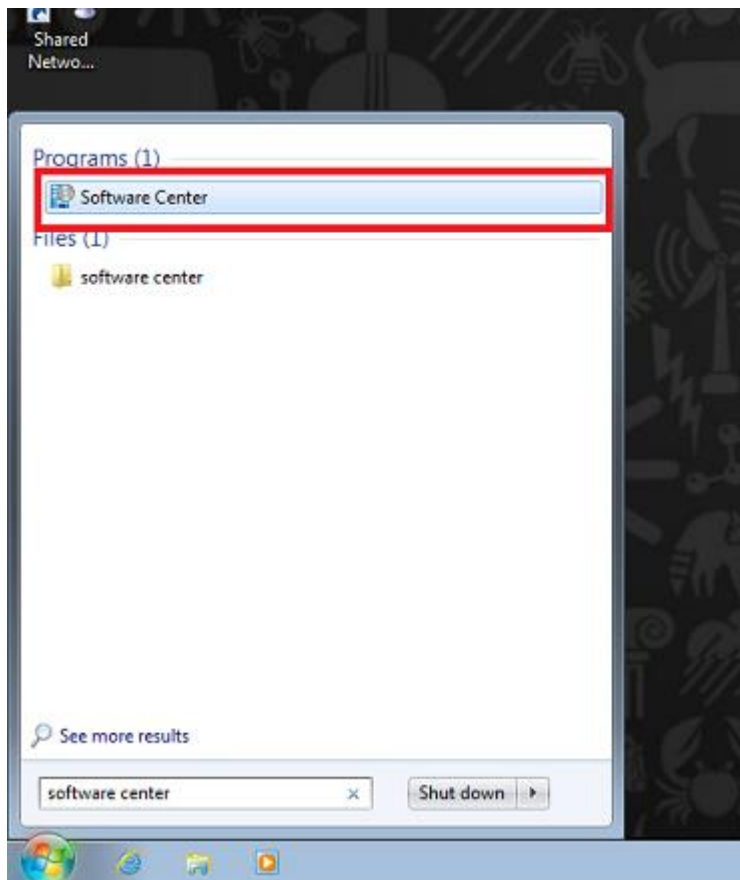 Shared
Netwo...
Programs (1)
Software Center
Files (1)
software center
See more results
software center
Shut down